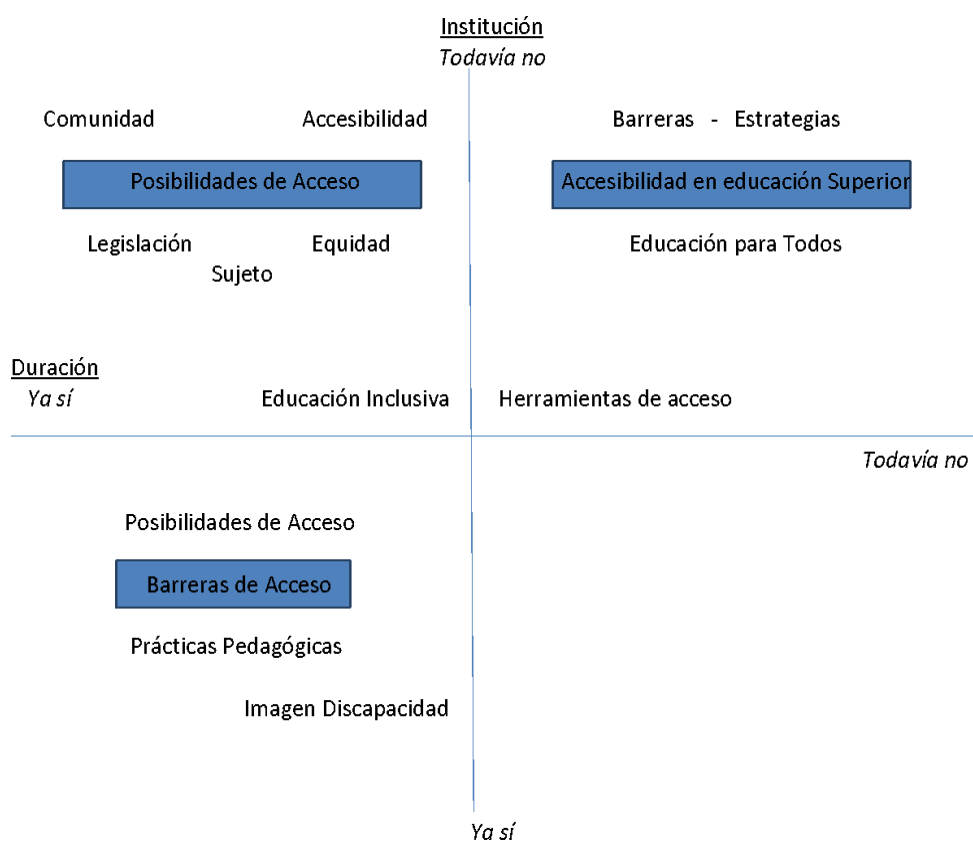 Institución
Todavía no
Comunidad Accesibilidad Barreras - Estrategias
Posibilidades de Acceso Accesibilidad en educación Superior
Legislación Equidad Educación para Todos
Sujeto
Duración
Ya sí Educación Inclusiva Herramientas de acceso
Todavía no
Posibilidades de Acceso
Barreras de Acceso
Prácticas Pedagógicas
Imagen Discapacidad
Ya sí